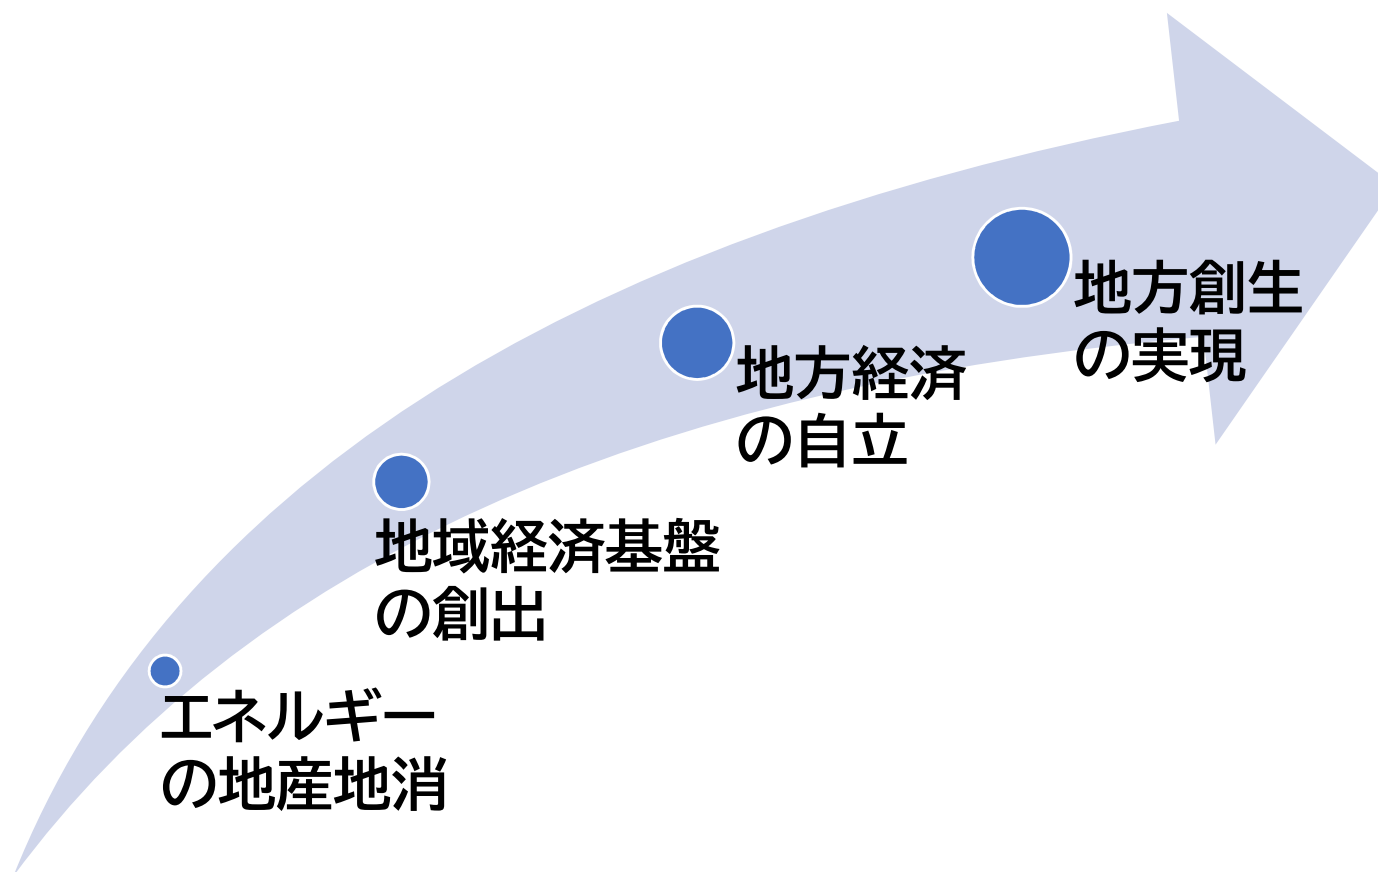 エネルギー
の地産地消
地域経済基盤
の創出
地方経済
の自立
地方創生
の実現